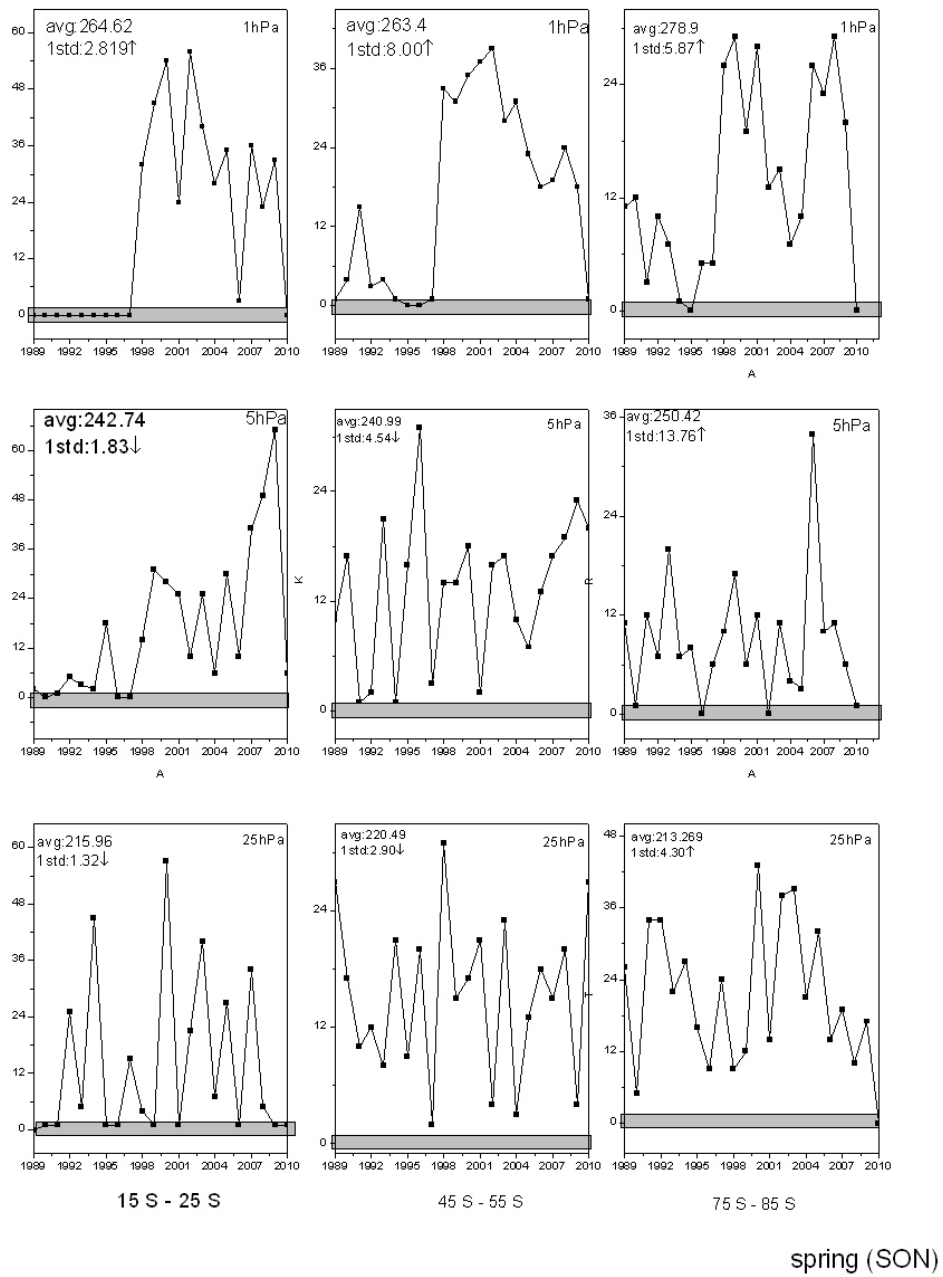 avg:264.62
1std:2.819↑
1hPa
60
48
36
24
12
0
1989 1992 1995 1998 2001 2004 2007 2010
avg:263.4
1std:8.00↑
1hPa
36
24
12
0
1989 1992 1995 1998 2001 2004 2007 2010
avg:278.9
1std:5.87↑
1hPa
24
12
0
1989 1992 1995 1998 2001 2004 2007 2010
A
avg:242.74
1std:1.83↓
5hPa
60
48
36
24
12
0
1989 1992 1995 1998 2001 2004 2007 2010
A
K
avg:240.99
1std:4.54↓
5hPa
24
12
0
1989 1992 1995 1998 2001 2004 2007 2010
R
avg:250.42
1std:13.76↑
5hPa
36
24
12
0
1989 1992 1995 1998 2001 2004 2007 2010
A
avg:215.96
1std:1.32↓
25hPa
60
48
36
24
12
0
1989 1992 1995 1998 2001 2004 2007 2010
15 S - 25 S
avg:220.49
1std:2.90↓
25hPa
24
12
0
1989 1992 1995 1998 2001 2004 2007 2010
45 S - 55 S
T
avg:213.269
1std:4.30↑
25hPa
48
36
24
12
0
1989 1992 1995 1998 2001 2004 2007 2010
75 S - 85 S
spring (SON)